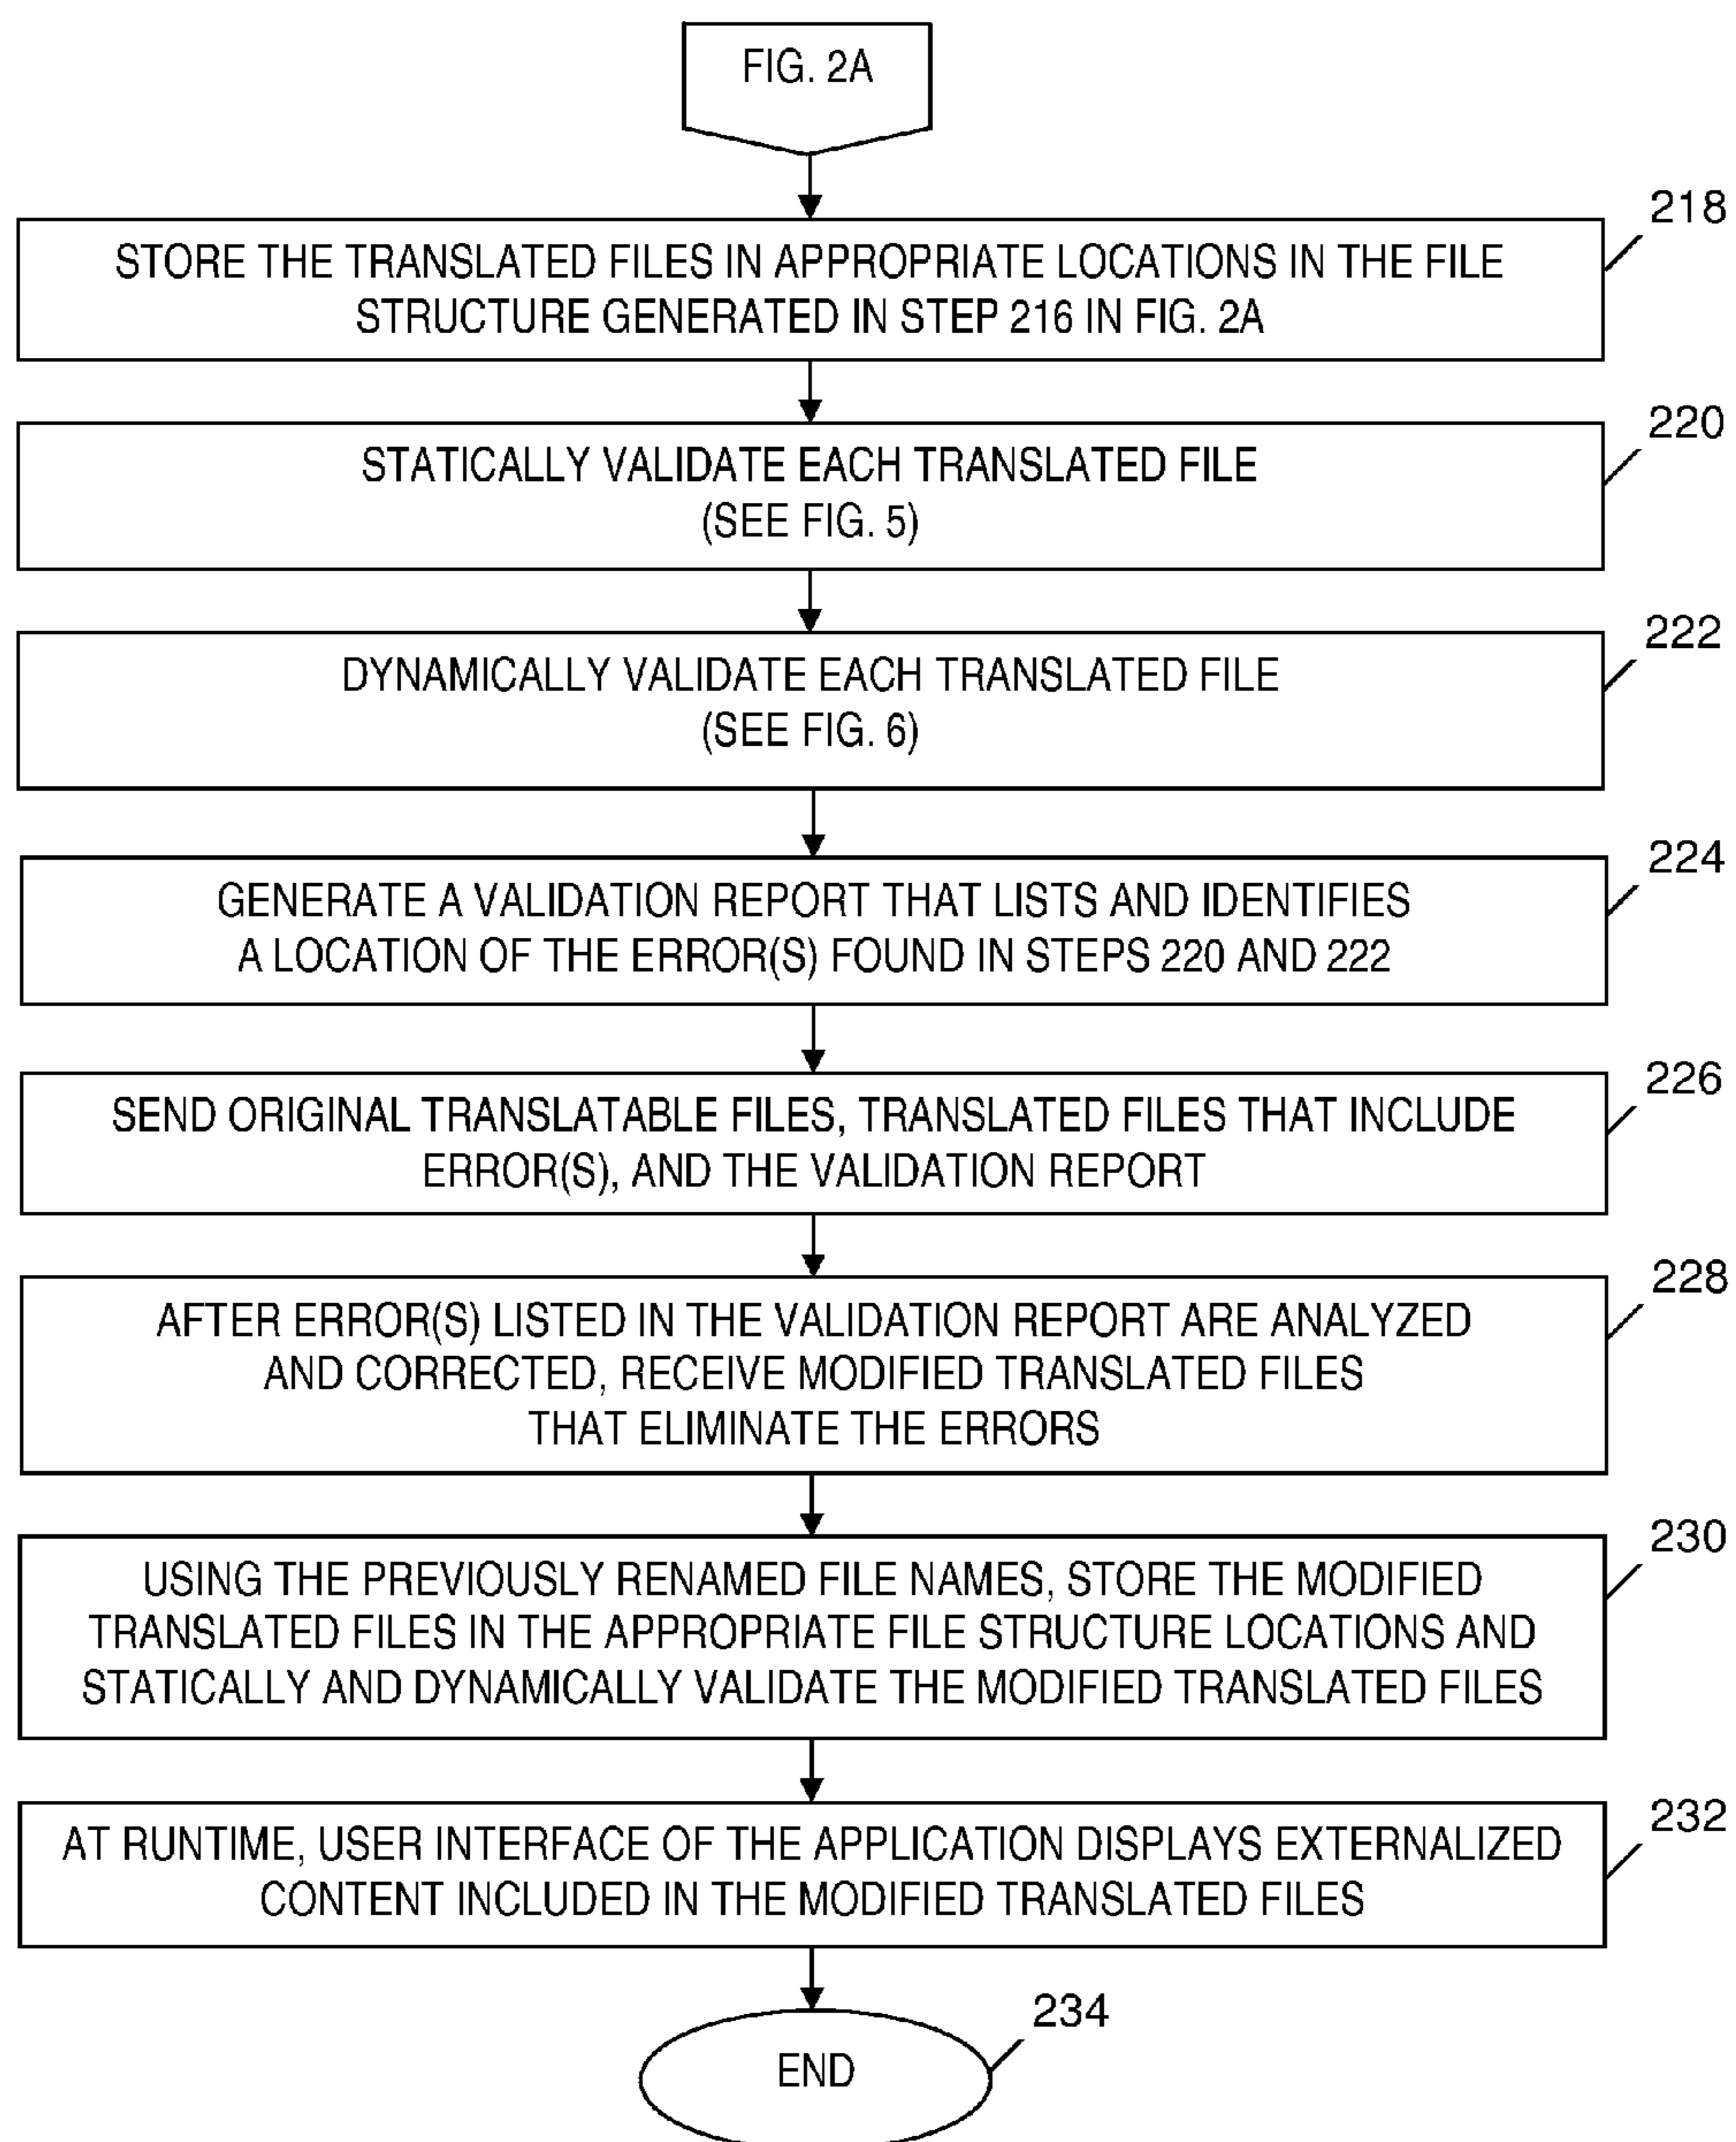 FIG. 2A
218
STORE THE TRANSLATED FILES IN APPROPRIATE LOCATIONS IN THE FILE
STRUCTURE GENERATED IN STEP 216 IN FIG. 2A
220
STATICALLY VALIDATE EACH TRANSLATED FILE
(SEE FIG. 5)
222
DYNAMICALLY VALIDATE EACH TRANSLATED FILE
(SEE FIG. 6)
224
GENERATE A VALIDATION REPORT THAT LISTS AND IDENTIFIES
A LOCATION OF THE ERROR(S) FOUND IN STEPS 220 AND 222
226
SEND ORIGINAL TRANSLATABLE FILES, TRANSLATED FILES THAT INCLUDE
ERROR(S), AND THE VALIDATION REPORT
228
AFTER ERROR(S) LISTED IN THE VALIDATION REPORT ARE ANALYZED
AND CORRECTED, RECEIVE MODIFIED TRANSLATED FILES
THAT ELIMINATE THE ERRORS
230
USING THE PREVIOUSLY RENAMED FILE NAMES, STORE THE MODIFIED
TRANSLATED FILES IN THE APPROPRIATE FILE STRUCTURE LOCATIONS AND
STATICALLY AND DYNAMICALLY VALIDATE THE MODIFIED TRANSLATED FILES
232
AT RUNTIME, USER INTERFACE OF THE APPLICATION DISPLAYS EXTERNALIZED
CONTENT INCLUDED IN THE MODIFIED TRANSLATED FILES
234
END